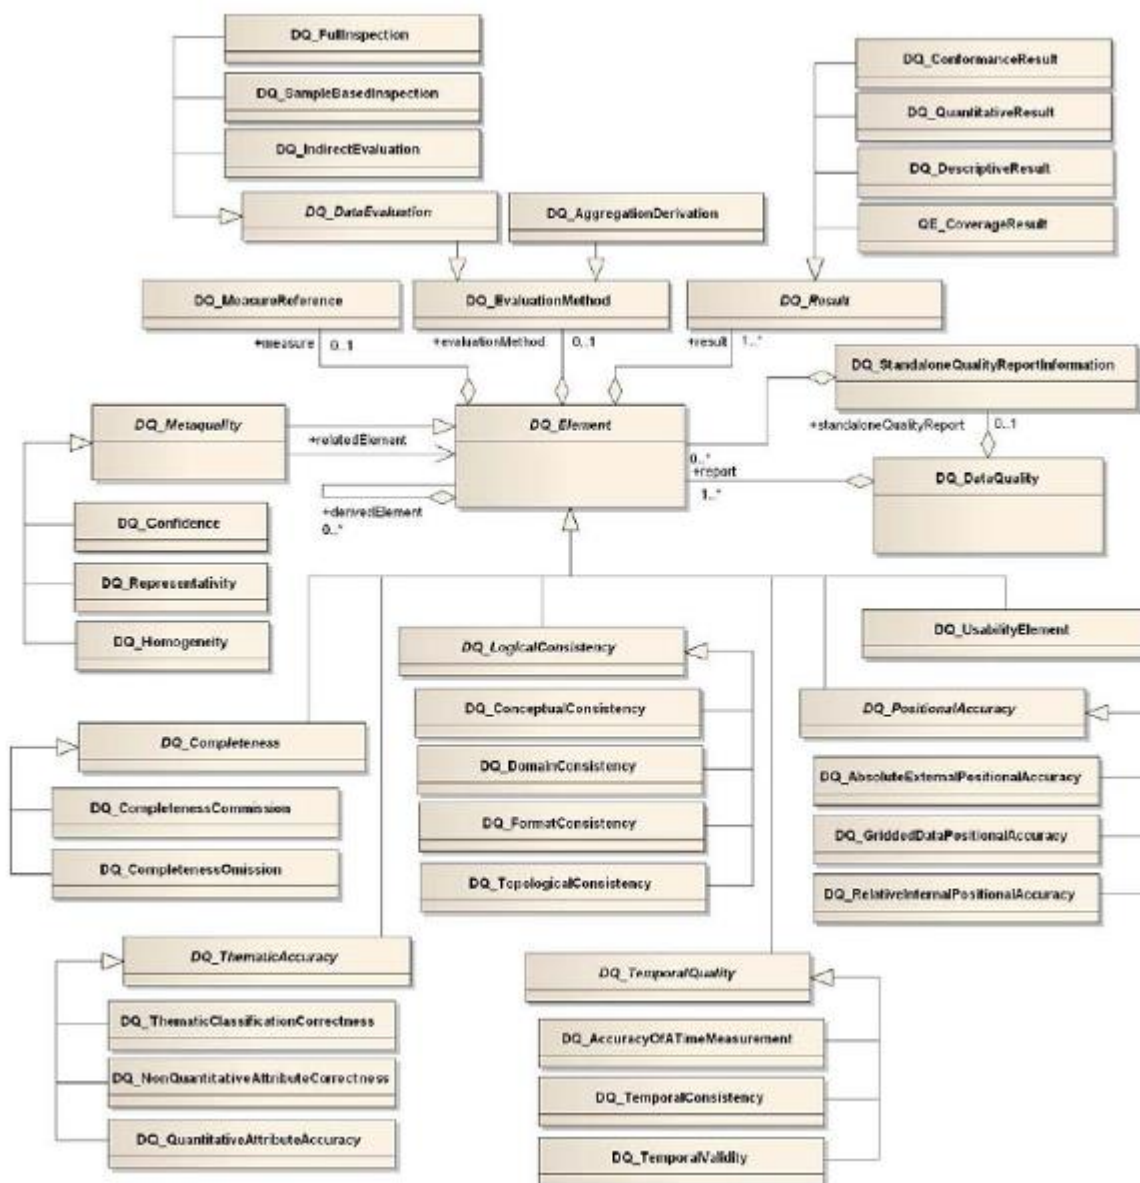 DQ_FullInspection
DQ_SampleBasedInspection
DQ_IndirectEvaluation
DQ_DataEvaluation
DQ_AggregationDerivation
DQ_ConformanceResult
DQ_QuantitativeResult
DQ_DescriptiveResult
QE_CoverageResult
DQ_MeasureReference
DQ_EvaluationMethod
DQ_Result
+measure
0..1
+evaluationMethod
0..1
+result
1..*
DQ_StandaloneQualityReportInformation
DQ_Metaquality
+relatedElement
DQ_Element
+standaloneQualityReport
0..1
0..*
+report
1..*
DQ_DataQuality
+derivedElement
0..*
DQ_Confidence
DQ_Representativity
DQ_Homogeneity
DQ_LogicalConsistency
DQ_ConceptualConsistency
DQ_DomainConsistency
DQ_FormatConsistency
DQ_TopologicalConsistency
DQ_UsabilityElement
DQ_PositionalAccuracy
DQ_AbsoluteExternalPositionalAccuracy
DQ_GriddedDataPositionalAccuracy
DQ_RelativeInternalPositionalAccuracy
DQ_Completeness
DQ_CompletenessCommission
DQ_CompletenessOmission
DQ_ThematicAccuracy
DQ_ThematicClassificationCorrectness
DQ_NonQuantitativeAttributeCorrectness
DQ_QuantitativeAttributeAccuracy
DQ_TemporalQuality
DQ_AccuracyOfATimeMeasurement
DQ_TemporalConsistency
DQ_TemporalValidity